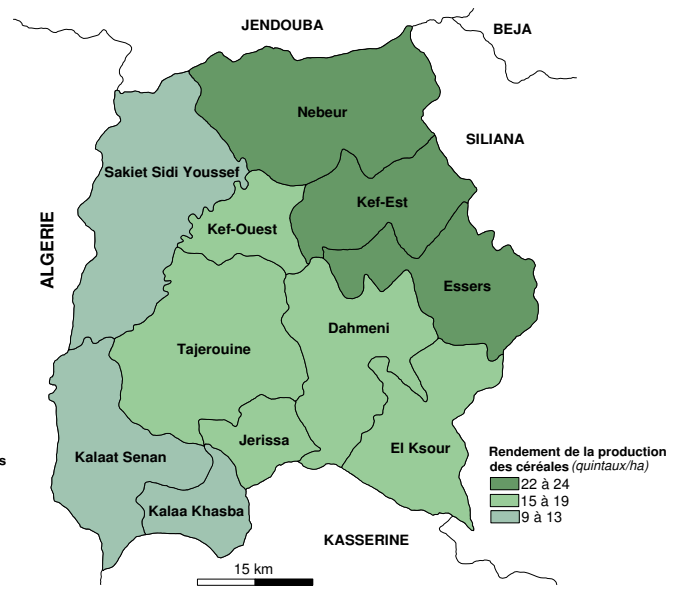 JENDOUBA
BEJA
Nebeur
SILIANA
Sakiet Sidi Youssef
Kef-Est
Kef-Ouest
ALGERIE
Essers
Dahmeni
Tajerouine
Jerissa
El Ksour
Kalaat Senan
Rendement de la production
des céréales (quintaux/ha)
s
22 à 24
15 à 19
9 à 13
Kalaa Khasba
KASSERINE
15 km